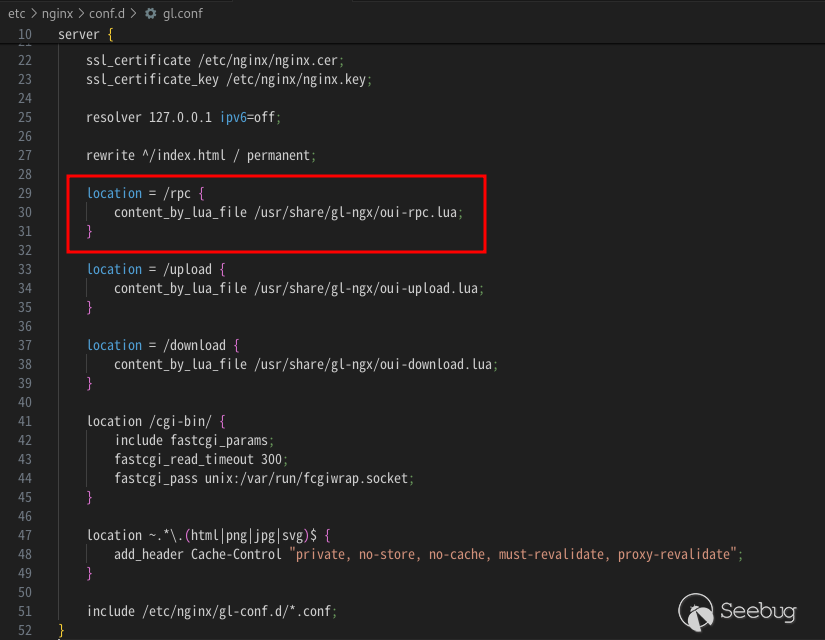 etc > nginx > conf.d > gl.conf
10 server {
21
22 ssl_certificate /etc/nginx/nginx.cer;
23 ssl_certificate_key /etc/nginx/nginx.key;
24
25 resolver 127.0.0.1 ipv6=off;
26
27 rewrite ^/index.html / permanent;
28
29 location = /rpc {
30 content_by_lua_file /usr/share/gl-ngx/oui-rpc.lua;
31 }
32
33 location = /upload {
34 content_by_lua_file /usr/share/gl-ngx/oui-upload.lua;
35 }
36
37 location = /download {
38 content_by_lua_file /usr/share/gl-ngx/oui-download.lua;
39 }
40
41 location /cgi-bin/ {
42 include fastcgi_params;
43 fastcgi_read_timeout 300;
44 fastcgi_pass unix:/var/run/fcgiwrap.socket;
45 }
46
47 location ~.*\.(html|png|jpg|svg)$ {
48 add_header Cache-Control "private, no-store, no-cache, must-revalidate, proxy-revalidate";
49 }
50
51 include /etc/nginx/gl-conf.d/*.conf;
52 }
Seebug